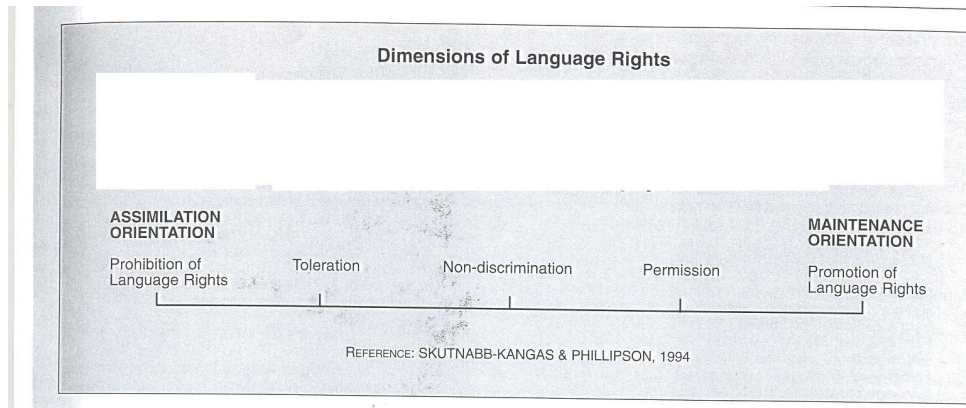 Dimensions of Language Rights
ASSIMILATION
ORIENTATION
MAINTENANCE
ORIENTATION
Prohibition of
Language Rights
Toleration
Non-discrimination
Permission
Promotion of
Language Rights
REFERENCE: SKUTNABB-KANGAS & PHILLIPSON, 1994